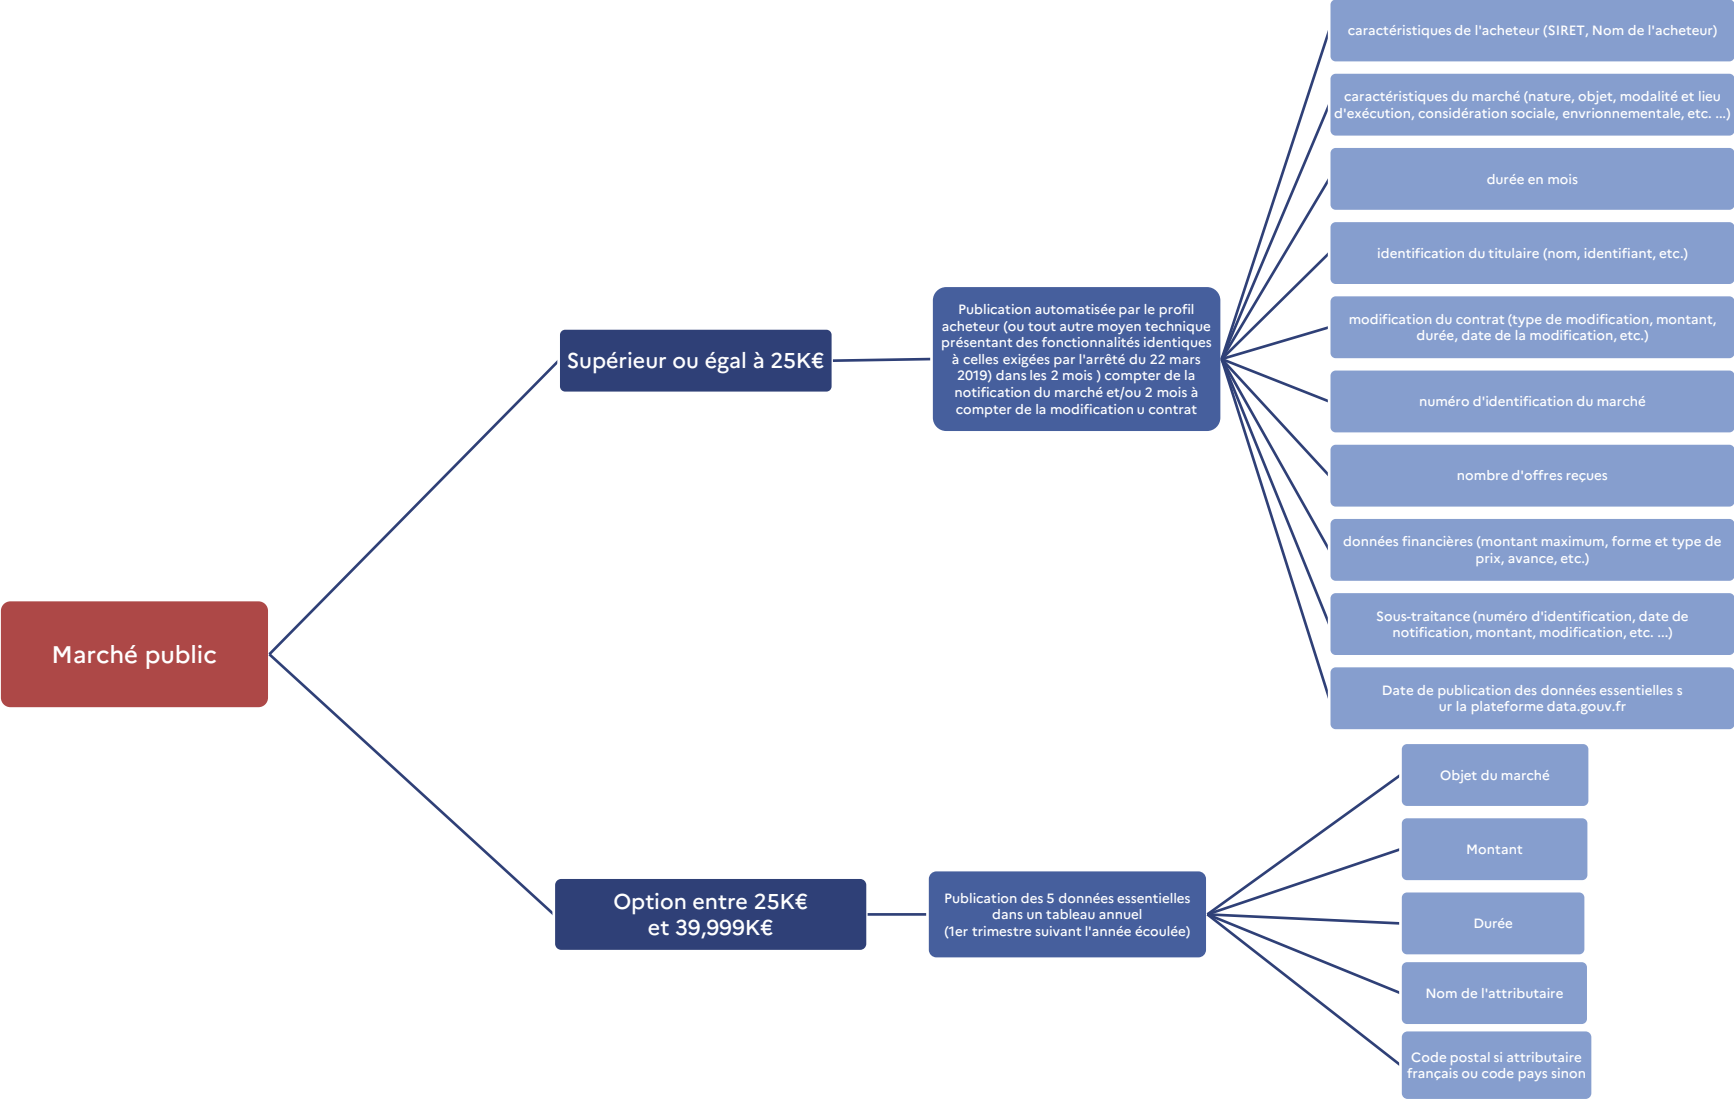 Marché public
Supérieur ou égal à 25K€
Publication automatisée par le profil
acheteur (ou tout autre moyen technique
présentant des fonctionnalités identiques
à celles exigées par l'arrêté du 22 mars
2019) dans les 2 mois ) compter de la
notification du marché et/ou 2 mois à
compter de la modification u contrat
caractéristiques de l'acheteur (SIRET, Nom de l'acheteur)
caractéristiques du marché (nature, objet, modalité et lieu
d'exécution, considération sociale, envrionnementale, etc. ...)
durée en mois
identification du titulaire (nom, identifiant, etc.)
modification du contrat (type de modification, montant,
durée, date de la modification, etc.)
numéro d'identification du marché
nombre d'offres reçues
données financières (montant maximum, forme et type de
prix, avance, etc.)
Sous-traitance (numéro d'identification, date de
notification, montant, modification, etc. ...)
Date de publication des données essentielles s
ur la plateforme data.gouv.fr
Option entre 25K€
et 39,999K€
Publication des 5 données essentielles
dans un tableau annuel
(1er trimestre suivant l'année écoulée)
Objet du marché
Montant
Durée
Nom de l'attributaire
Code postal si attributaire
français ou code pays sinon